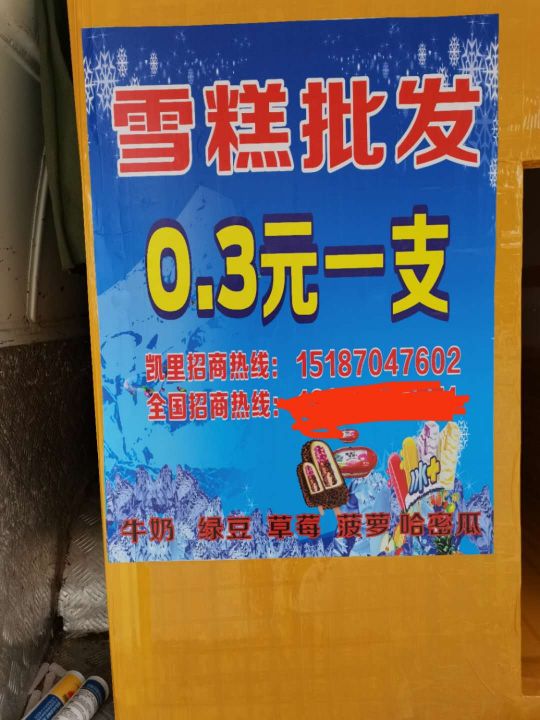 雪糕批发
0.3元一支
凯里招商热线：15187047602
全国招商热线：
牛奶 绿豆 草莓 菠萝 哈密瓜